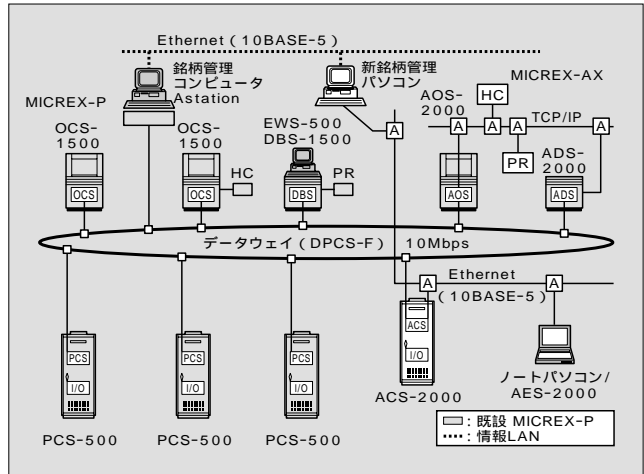 Ethernet（10BASE-5）
銘柄管理
コンピュータ
Astation
新銘柄管理
パソコン
MICREX-P
MICREX-AX
OCS-
1500
OCS-
1500
EWS-500
DBS-1500
AOS-
2000
HC
TCP/IP
A
A
A
A
A
HC
PR
PR
ADS-
2000
OCS
OCS
DBS
AOS
ADS
データウェイ（DPCS-F） 10Mbps
Ethernet
（10BASE-5）
A
A
PCS
PCS
PCS
ACS
I/O
I/O
I/O
I/O
PCS-500
PCS-500
PCS-500
ACS-2000
ノートパソコン/
AES-2000
：既設 MICREX-P
：情報LAN